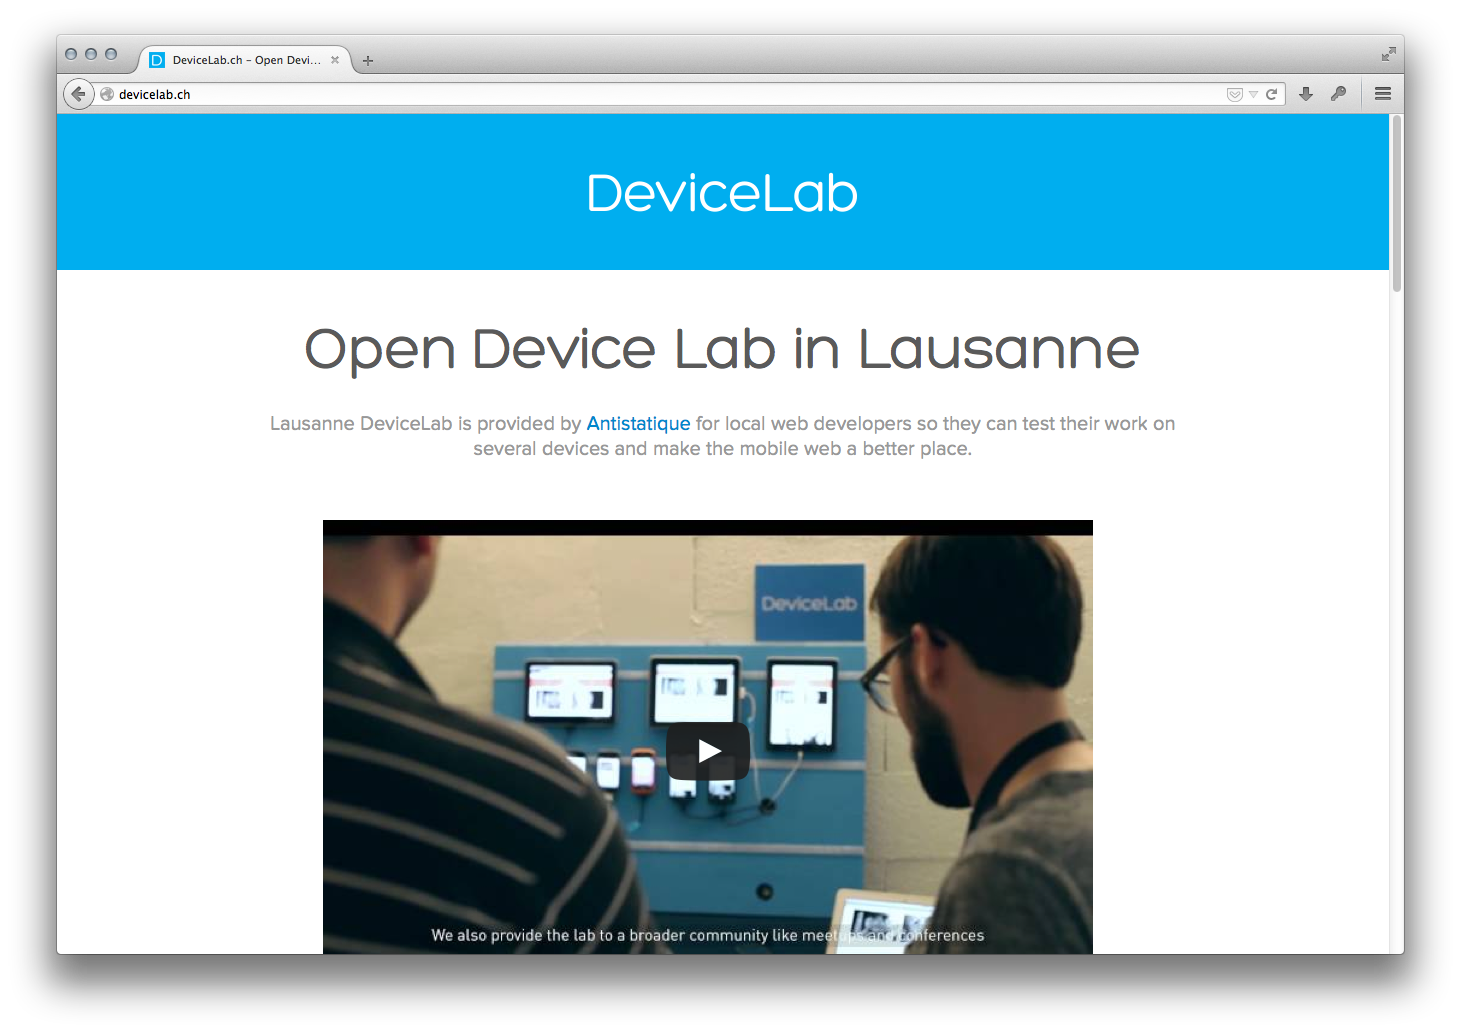 DeviceLab.ch – Open Devi...
devicelab.ch
DeviceLab
Open Device Lab in Lausanne
Lausanne DeviceLab is provided by Antistatique for local web developers so they can test their work on
several devices and make the mobile web a better place.
DeviceLab
We also provide the lab to a broader community like meetups and conferences